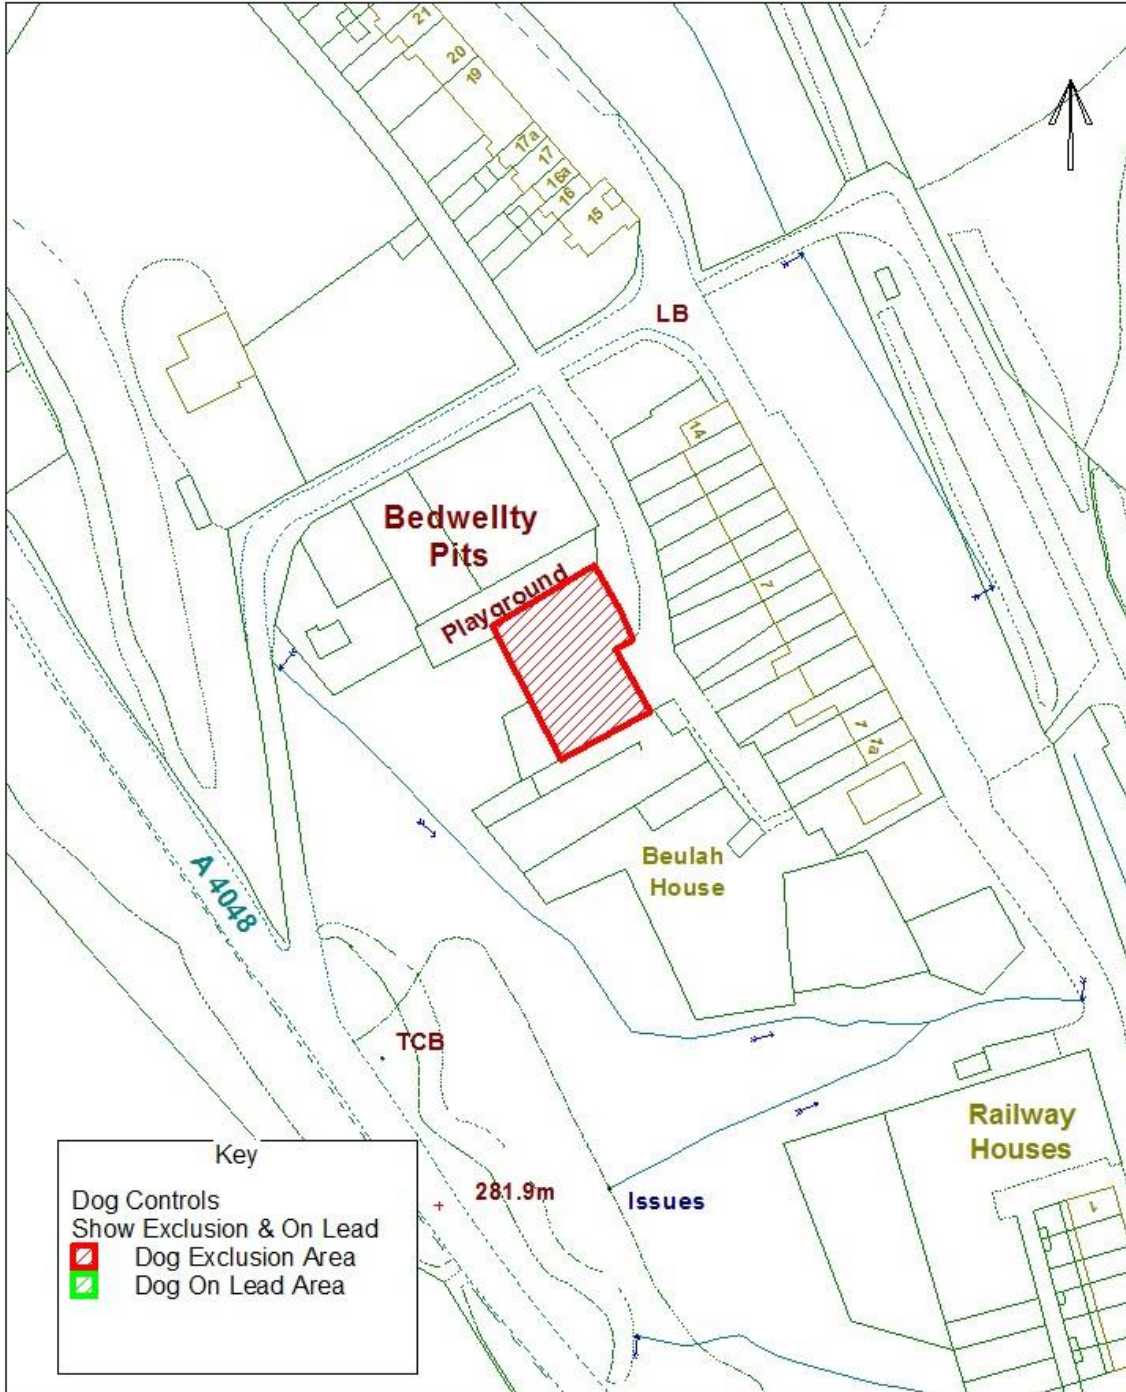 21
20
19
17a
17
16a
16
15
LB
14
Bedwellty
Pits
Playground
7
7
7a
Beulah
House
A 4048
TCB
Railway
Houses
281.9m
Issues
1
Key
Dog Controls
Show Exclusion & On Lead
Dog Exclusion Area
Dog On Lead Area